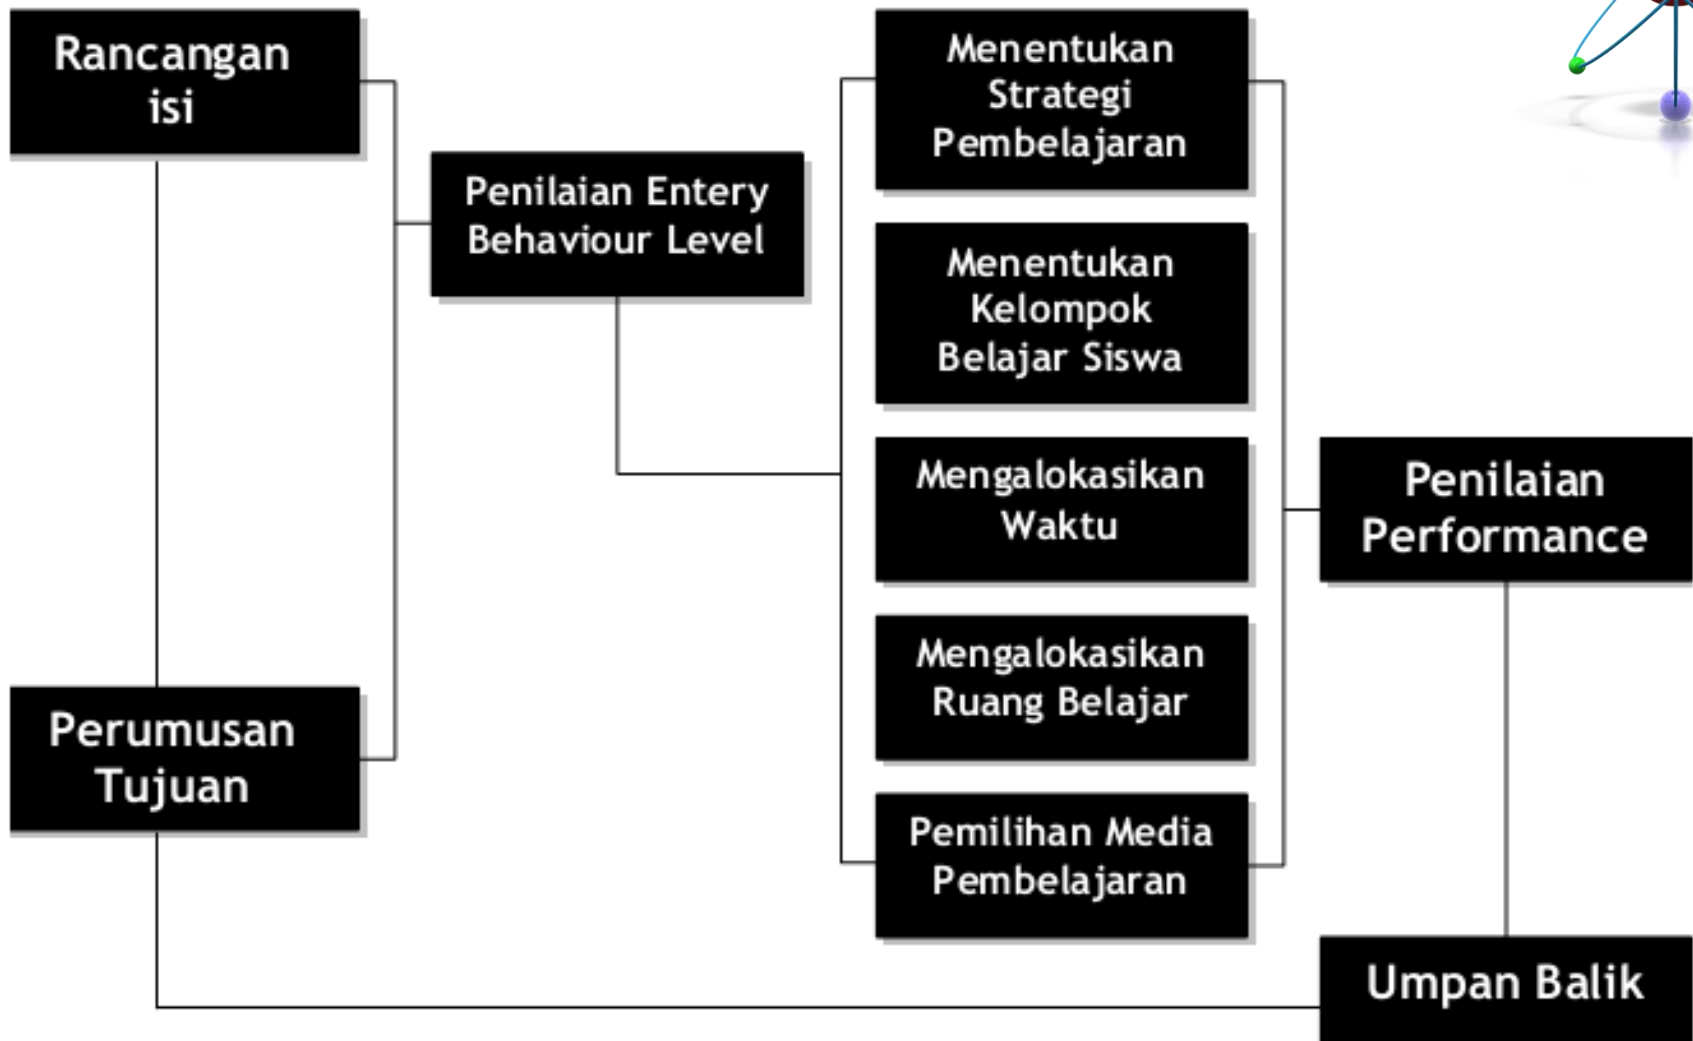 Rancangan
isi
Penilaian Entery
Behaviour Level
Perumusan
Tujuan
Menentukan
Strategi
Pembelajaran
Menentukan
Kelompok
Belajar Siswa
Mengalokasikan
Waktu
Mengalokasikan
Ruang Belajar
Pemilihan Media
Pembelajaran
Penilaian
Performance
Umpan Balik